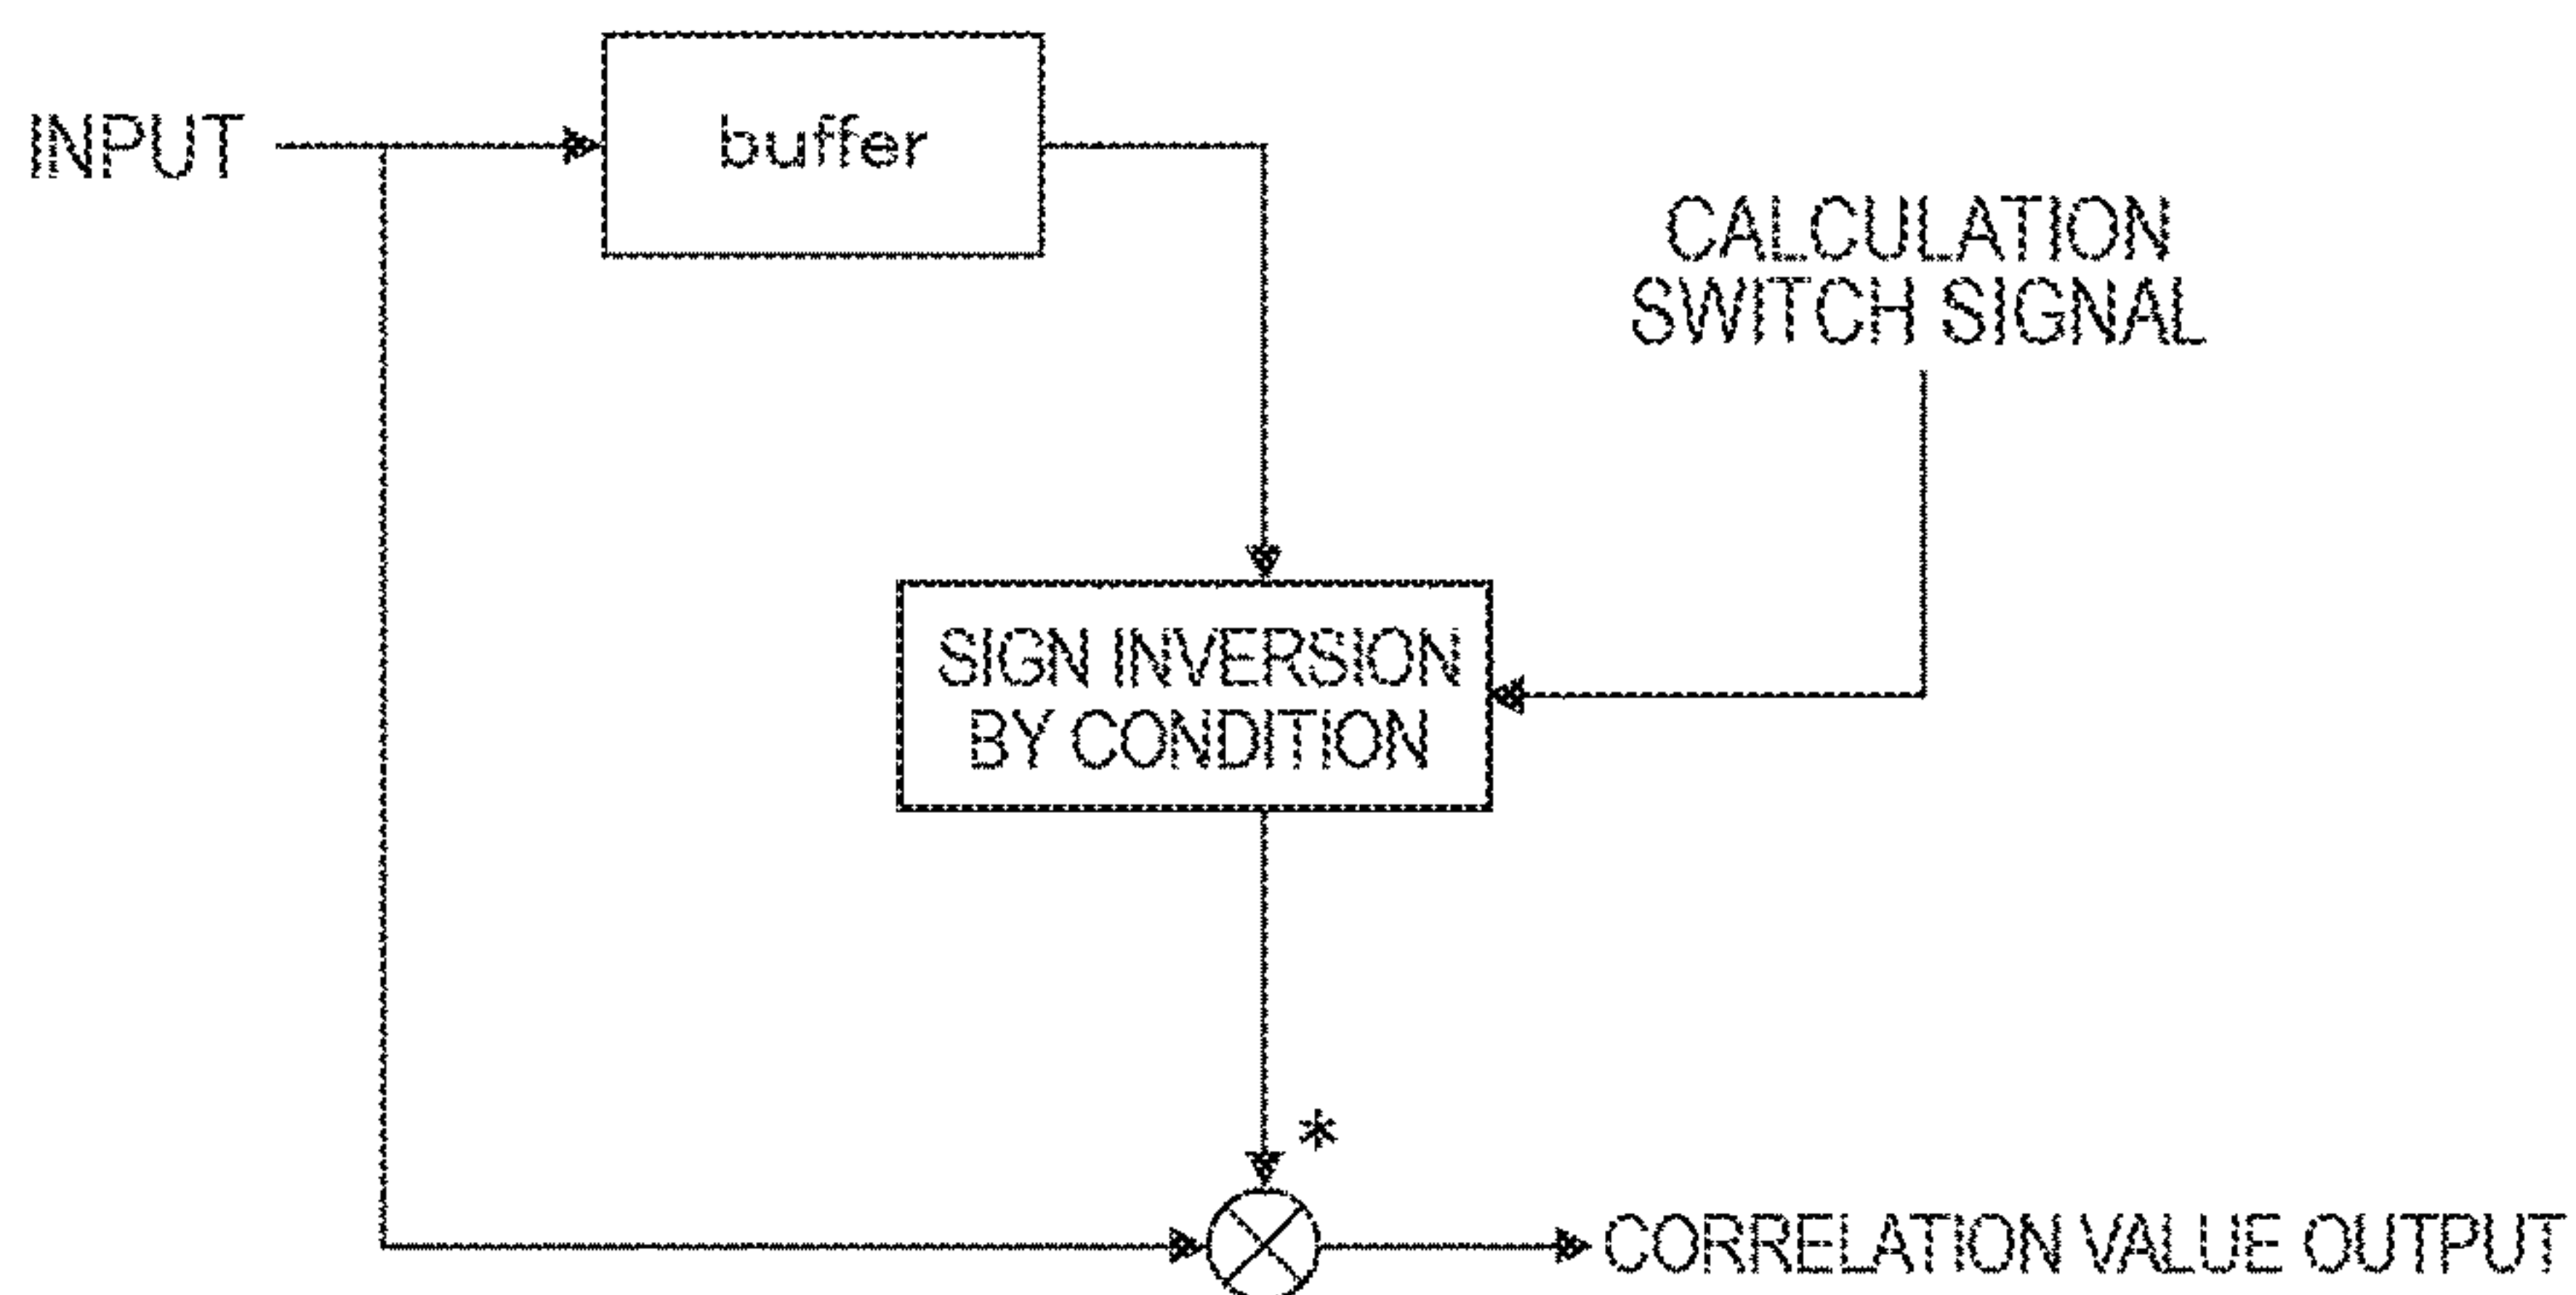 INPUT
buffer
CALCULATION
SWITCH SIGNAL
SIGN INVERSION
BY CONDITION
*
CORRELATION VALUE OUTPUT